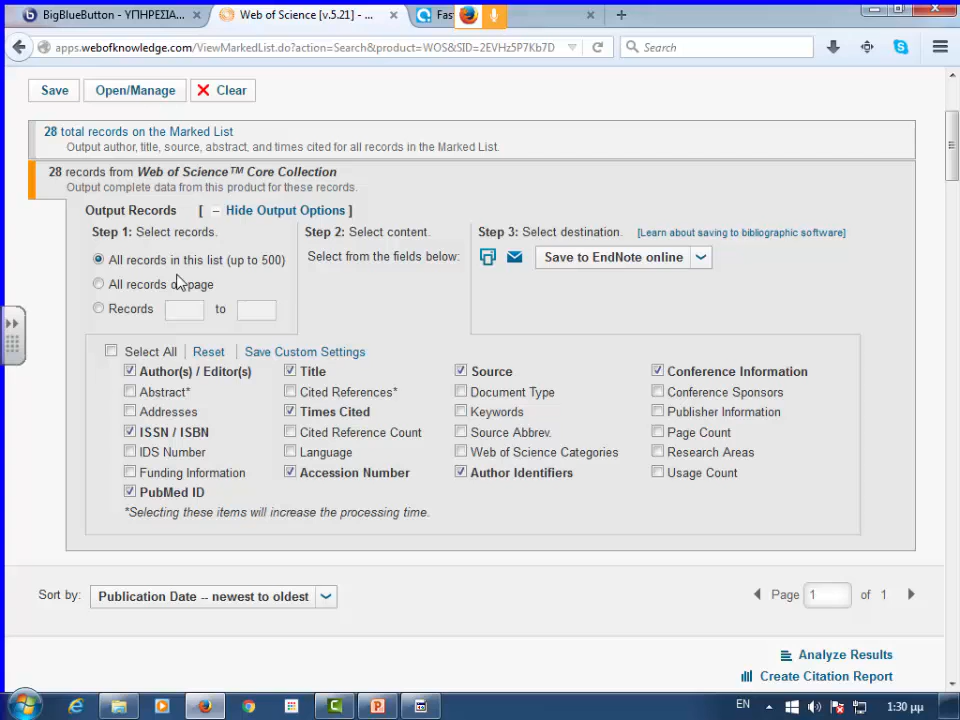 BigBlueButton - ΥΠΗΡΕΣΙΑ...
Web of Science [v.5.21] - ...
Fas
apps.webofknowledge.com/ViewMarkedList.do?action=Search&product=WOS&SID=2EVHz5P7Kb7D
Search
Save
Open/Manage
Clear
28 total records on the Marked List
Output author, title, source, abstract, and times cited for all records in the Marked List.
28 records from Web of Science™ Core Collection
Output complete data from this product for these records.
Output Records [ – Hide Output Options ]
Step 1: Select records.
Step 2: Select content.
Step 3: Select destination. [Learn about saving to bibliographic software]
All records in this list (up to 500)
Select from the fields below:
Save to EndNote online
All records page
Records to
Select All Reset Save Custom Settings
Author(s) / Editor(s) Title Source Conference Information
Abstract* Cited References* Document Type Conference Sponsors
Addresses Times Cited Keywords Publisher Information
ISSN / ISBN Cited Reference Count Source Abbrev. Page Count
IDS Number Language Web of Science Categories Research Areas
Funding Information Accession Number Author Identifiers Usage Count
PubMed ID
*Selecting these items will increase the processing time.
Sort by: Publication Date -- newest to oldest
Page 1 of 1
Analyze Results
Create Citation Report
EN
1:30 μμ